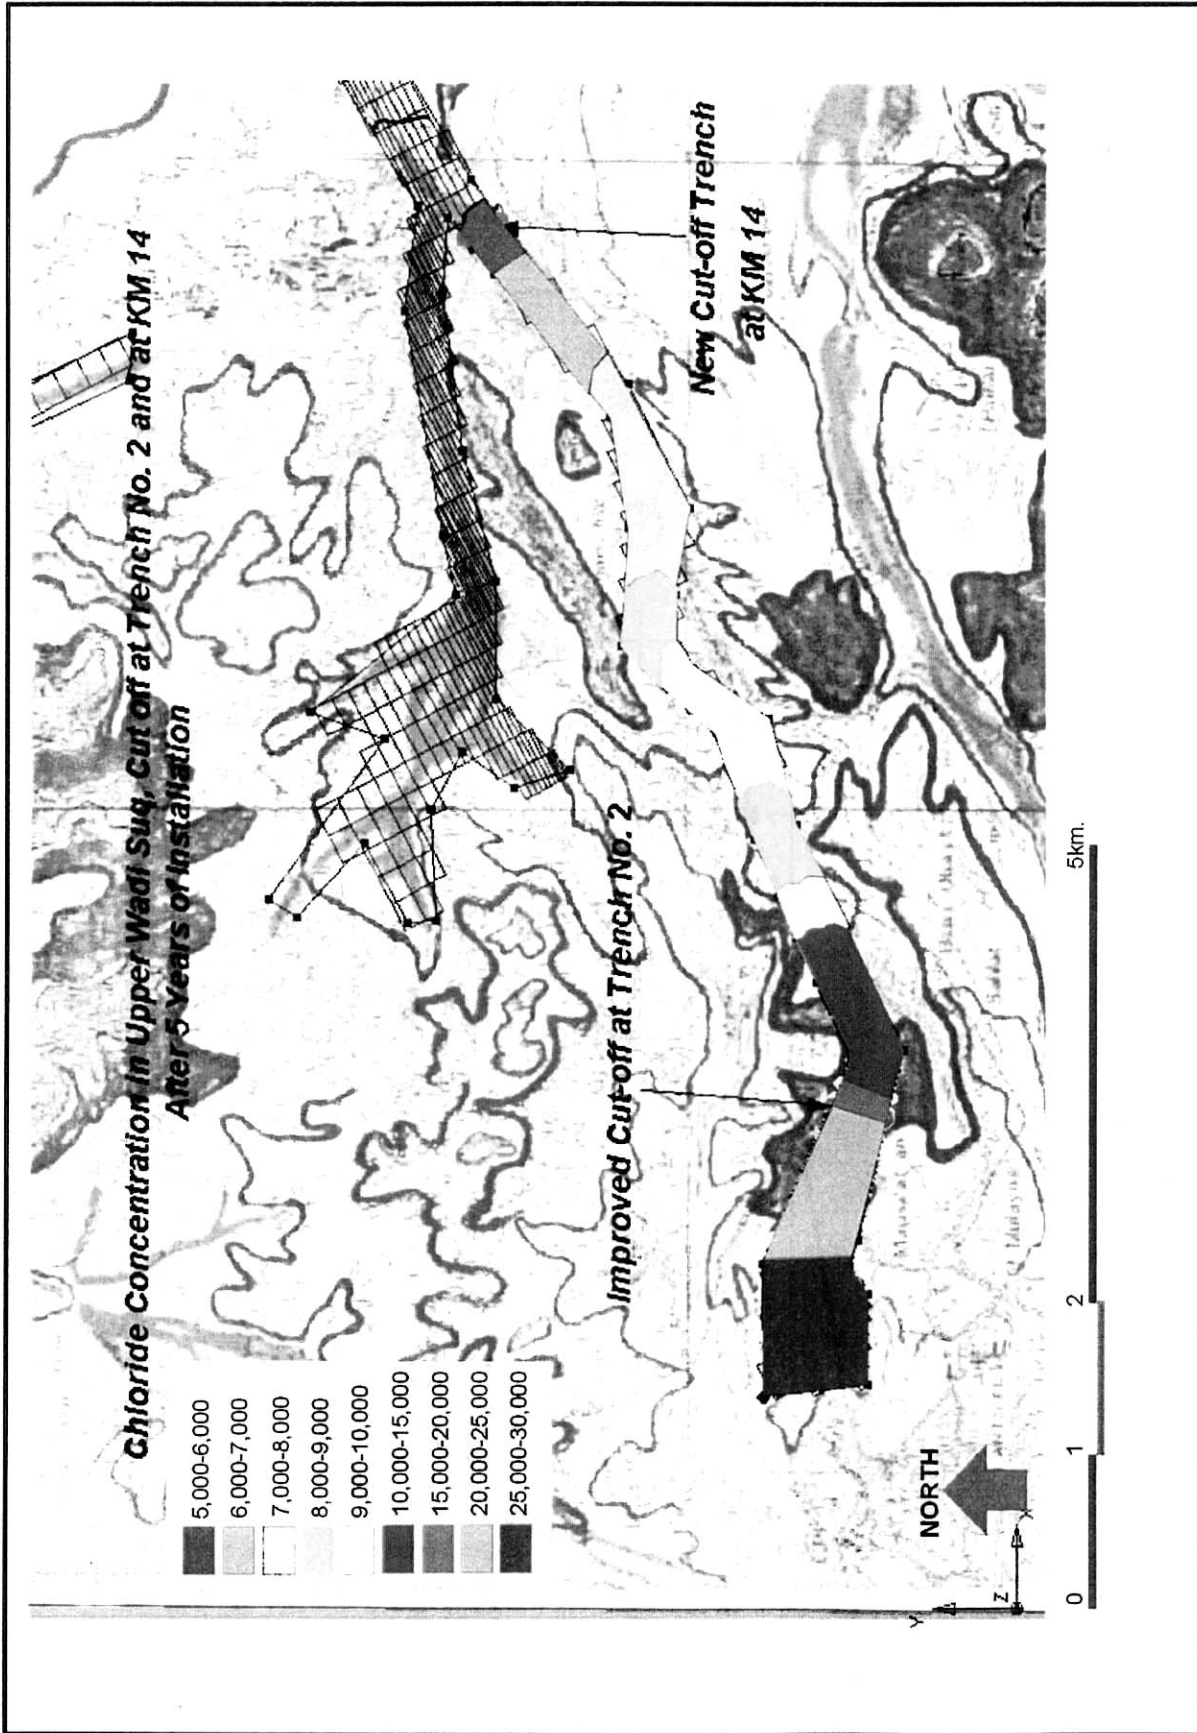 Chloride Concentration in Upper Wadi Suq, Cut off at Trench No. 2 and at KM 14
After 5 Years of Installation
5,000-6,000
6,000-7,000
7,000-8,000
8,000-9,000
9,000-10,000
10,000-15,000
15,000-20,000
20,000-25,000
25,000-30,000
Improved Cut-off at Trench No. 2
New Cut-off Trench
at KM 14
NORTH
Y
Z
X
0
1
2
5km.